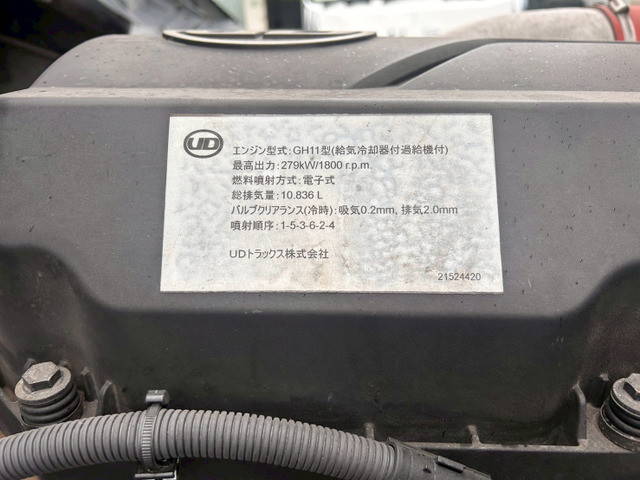 UD
エンジン型式:GH11型(給気冷却器付過給機付)
最高出力:279kW/1800 r.p.m.
燃料噴射方式:電子式
総排気量:10.836 L
バルブクリアランス(冷時):吸気0.2mm, 排気2.0mm
噴射順序:1-5-3-6-2-4
UDトラックス株式会社
21524420